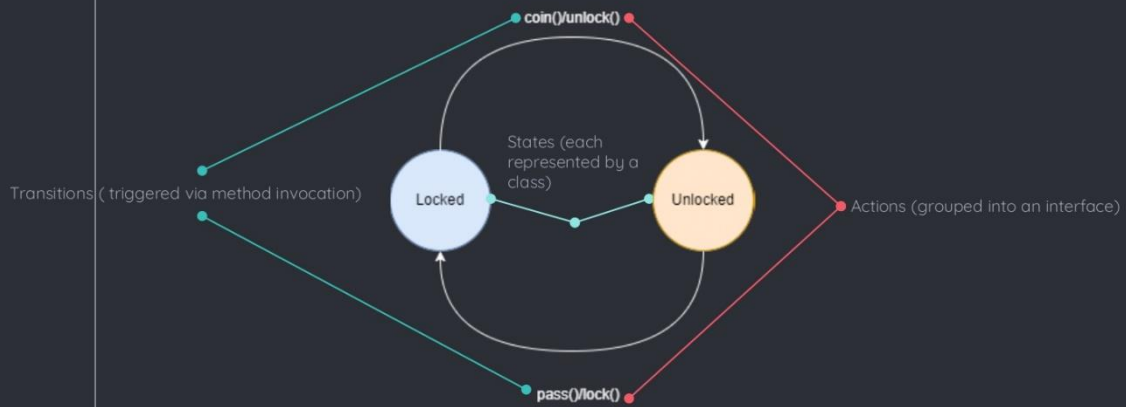 coin()/unlock()
States (each
represented by a
class)
Transitions ( triggered via method invocation)
Locked
Unlocked
Actions (grouped into an interface)
pass()/lock()